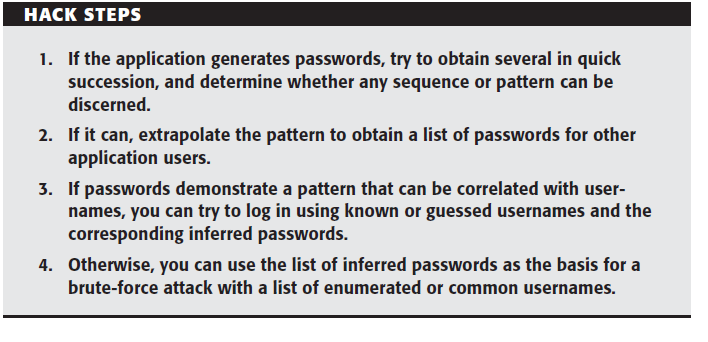 HACK STEPS
1. If the application generates passwords, try to obtain several in quick
succession, and determine whether any sequence or pattern can be
discerned.
2. If it can, extrapolate the pattern to obtain a list of passwords for other
application users.
3. If passwords demonstrate a pattern that can be correlated with user-
names, you can try to log in using known or guessed usernames and the
corresponding inferred passwords.
4. Otherwise, you can use the list of inferred passwords as the basis for a
brute-force attack with a list of enumerated or common usernames.